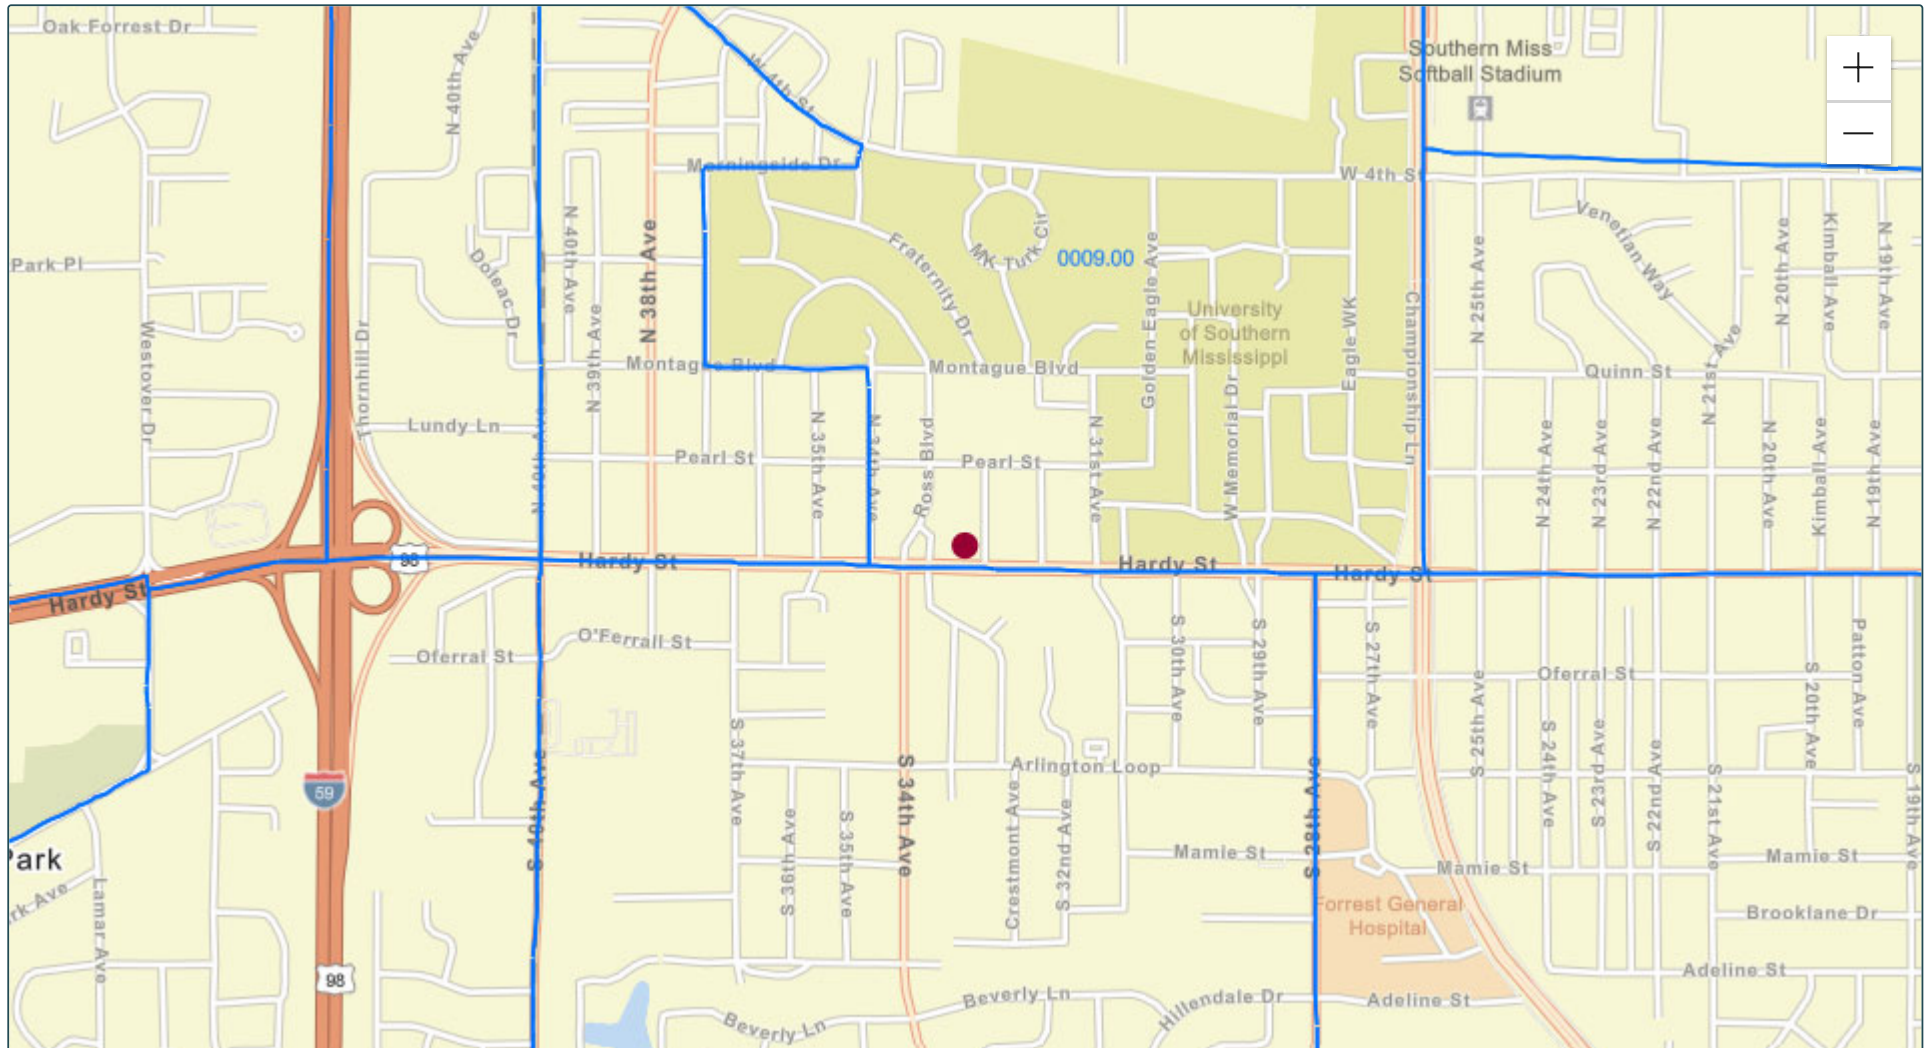 Oak Forrest Dr
N 40th Ave
W 4th St
Southern Miss
Softball Stadium
+
−
Morningside Dr
W 4th St
N 40th Ave
N 38th Ave
Fraternity Dr
MK Turk Cir
0009.00
Golden Eagle Ave
Venetian Way
N 20th Ave
Kimball Ave
N 19th Ave
Park Pl
Doleac Dr
N 25th Ave
University
of Southern
Mississippi
Eagle WK
Championship Ln
Westover Dr
Thornhill Dr
N 39th Ave
Montague Blvd
Montague Blvd
Quinn St
N 21st Ave
W Memorial Dr
Lundy Ln
N 40th Ave
Pearl St
N 35th Ave
N 34th Ave
Ross Blvd
Pearl St
N 31st Ave
N 24th Ave
N 23rd Ave
N 22nd Ave
N 20th Ave
Kimball Ave
N 19th Ave
98
Hardy St
Hardy St
Hardy St
Hardy St
O'Ferrall St
Oferral St
S 30th Ave
S 29th Ave
S 27th Ave
Oferral St
S 20th Ave
Patton Ave
59
S 40th Ave
S 37th Ave
S 34th Ave
Arlington Loop
S 28th Ave
S 25th Ave
S 24th Ave
S 23rd Ave
S 22nd Ave
S 21st Ave
S 19th Ave
S 36th Ave
S 35th Ave
Crestmont Ave
S 32nd Ave
Mamie St
Mamie St
Mamie St
Park
rk Ave
Lamar Ave
Forrest General
Hospital
Brooklane Dr
98
Beverly Ln
Beverly Ln
Hillendale Dr
Adeline St
Adeline St